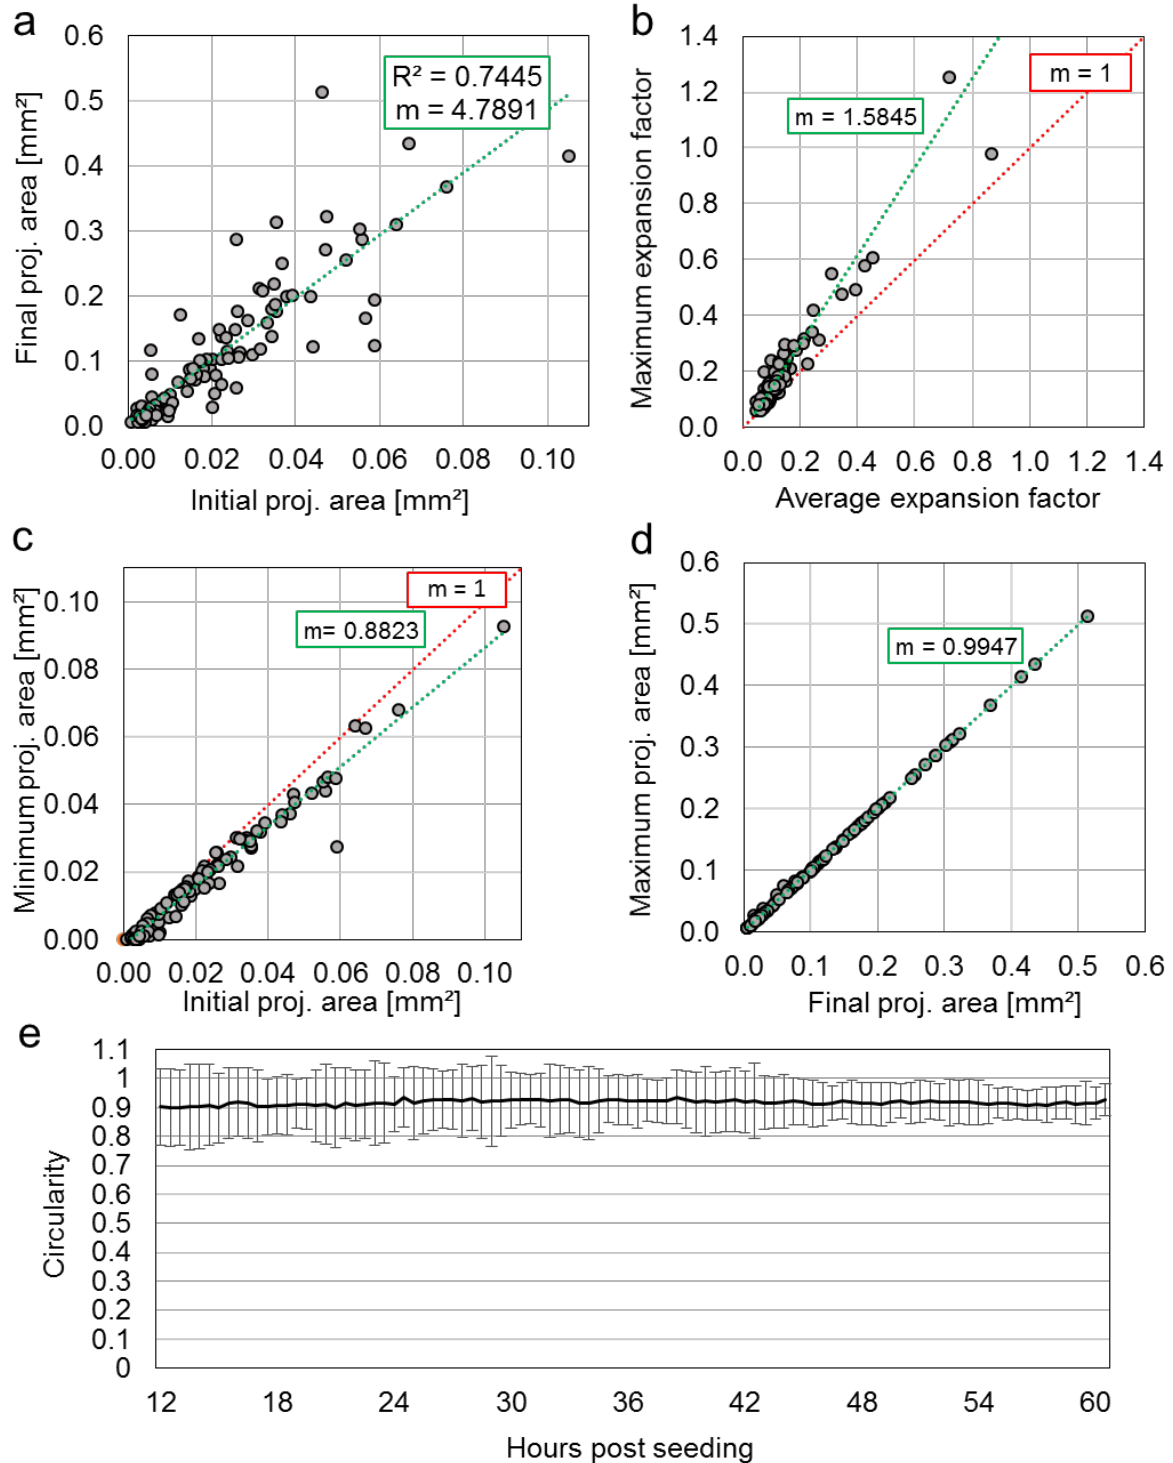 a
0.6
0.5
0.4
0.3
0.2
0.1
0.0
Final proj. area [mm²]
R² = 0.7445
m = 4.7891
0.00 0.02 0.04 0.06 0.08 0.10
Initial proj. area [mm²]
b
1.4
1.2
1.0
0.8
0.6
0.4
0.2
0.0
Maximum expansion factor
m = 1
m = 1.5845
0.0 0.2 0.4 0.6 0.8 1.0 1.2 1.4
Average expansion factor
c
0.10
0.08
0.06
0.04
0.02
0.00
Minimum proj. area [mm²]
m = 1
m= 0.8823
0.00 0.02 0.04 0.06 0.08 0.10
Initial proj. area [mm²]
d
0.6
0.5
0.4
0.3
0.2
0.1
0.0
Maximum proj. area [mm²]
m = 0.9947
0.0 0.1 0.2 0.3 0.4 0.5 0.6
Final proj. area [mm²]
e
1.1
1
0.9
0.8
0.7
0.6
0.5
0.4
0.3
0.2
0.1
0
Circularity
12 18 24 30 36 42 48 54 60
Hours post seeding